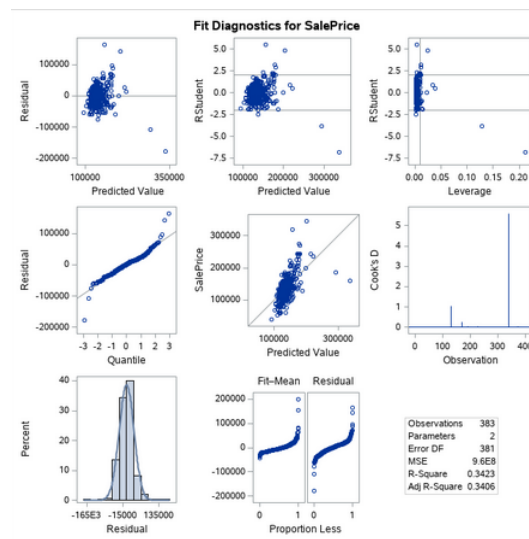 Fit Diagnostics for SalePrice
Residual
100000
0
-100000
-200000
100000
350000
Predicted Value
RStudent
5.0
2.5
0.0
-2.5
-5.0
-7.5
100000
200000
300000
Predicted Value
RStudent
5.0
2.5
0.0
-2.5
-5.0
-7.5
0.00
0.05
0.10
0.15
0.20
Leverage
Residual
100000
0
-100000
-200000
-3
-2
-1
0
1
2
3
Quantile
SalePrice
300000
200000
100000
100000
200000
300000
Predicted Value
Cook's D
5
4
3
2
1
0
0
100
200
300
400
Observation
Percent
40
30
20
10
0
-165E3
-15000
135000
Residual
Fit–Mean
Residual
200000
100000
0
-100000
-200000
0
1
0
1
Proportion Less
Observations 383
Parameters 2
Error DF 381
MSE 9.6E8
R-Square 0.3423
Adj R-Square 0.3406